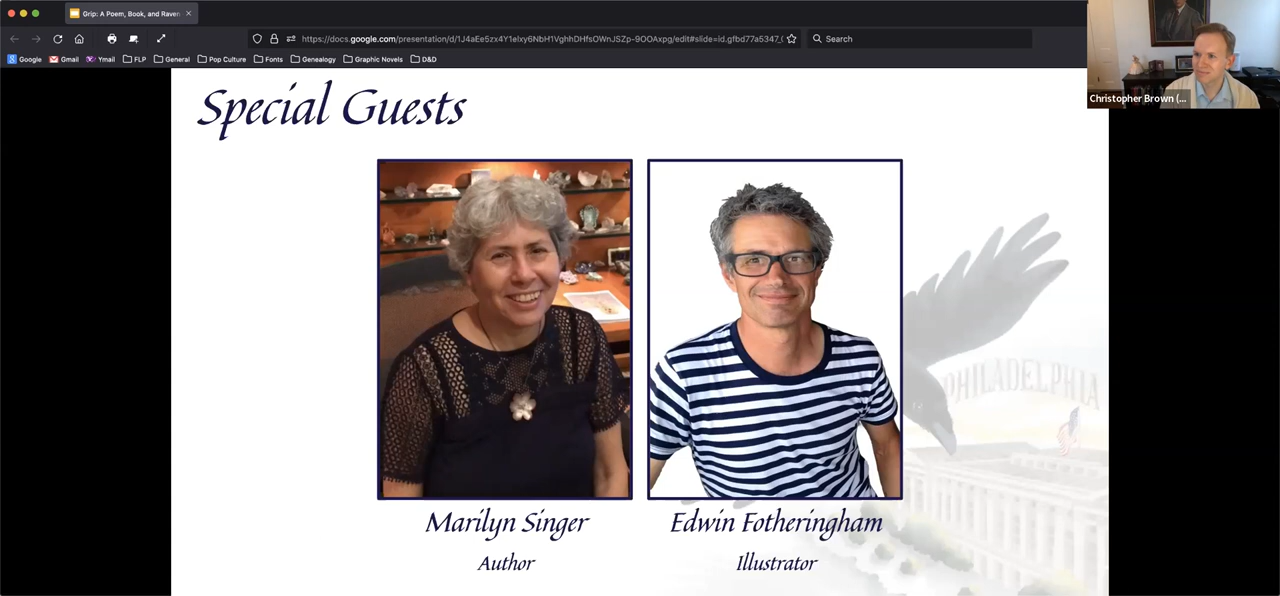 Grip: A Poem, Book, and Raven
https://docs.google.com/presentation/d/1J4aEe5zx4Y1elxy6NbH1VghhDHfsOWnJSZp-9OOAxpg/edit#slide=id.gfbd77a5347_(
Search
Google Gmail Ymail FLP General Pop Culture Fonts Genealogy Graphic Novels D&D
Christopher Brown (...
Special Guests
PHILADELPHIA
Marilyn Singer
Edwin Fotheringham
Author
Illustrator